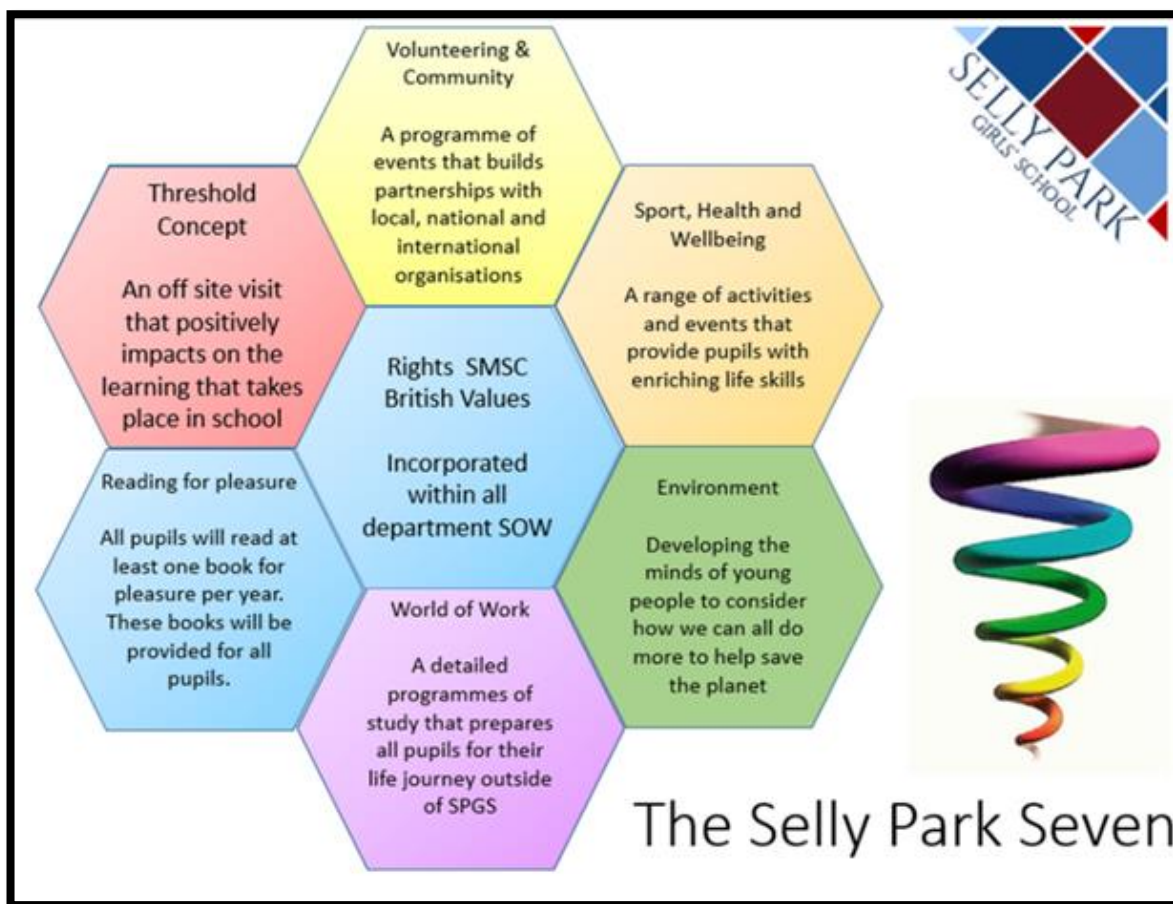 Volunteering &
Community
A programme of
events that builds
partnerships with
local, national and
international
organisations
SELLY PARK
GIRLS' SCHOOL
Threshold
Concept
An off site visit
that positively
impacts on the
learning that takes
place in school
Sport, Health and
Wellbeing
A range of activities
and events that
provide pupils with
enriching life skills
Rights SMSC
British Values
Incorporated
within all
department SOW
Reading for pleasure
All pupils will read at
least one book for
pleasure per year.
These books will be
provided for all
pupils.
Environment
Developing the
minds of young
people to consider
how we can all do
more to help save
the planet
World of Work
A detailed
programmes of
study that prepares
all pupils for their
life journey outside
of SPGS
The Selly Park Seven